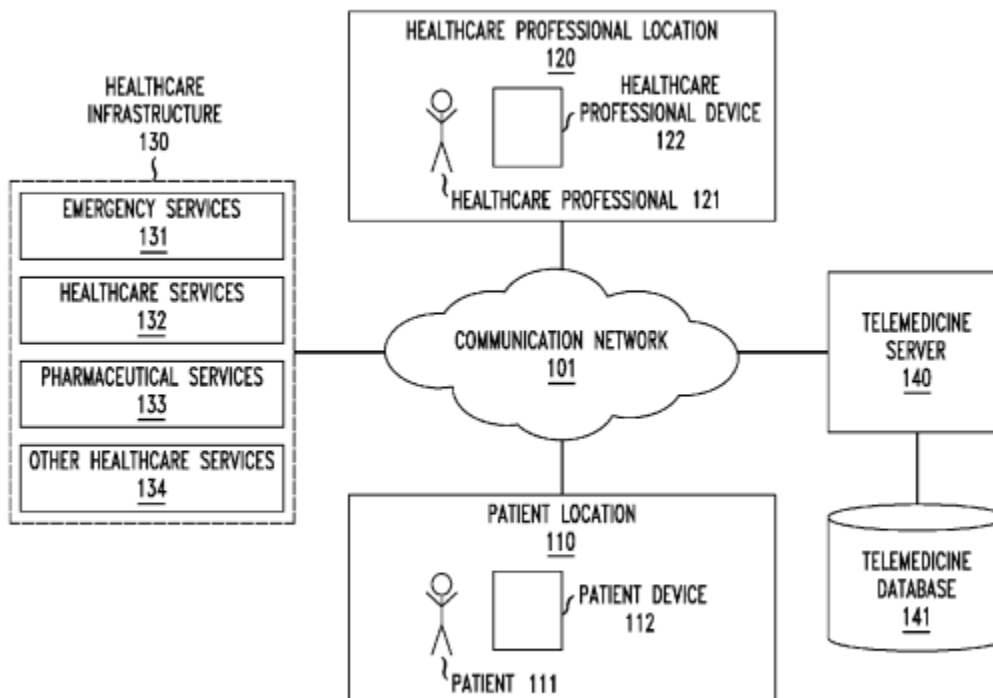 HEALTHCARE PROFESSIONAL LOCATION
120
HEALTHCARE
PROFESSIONAL DEVICE
122
HEALTHCARE PROFESSIONAL 121
HEALTHCARE
INFRASTRUCTURE
130
EMERGENCY SERVICES
131
HEALTHCARE SERVICES
132
PHARMACEUTICAL SERVICES
133
OTHER HEALTHCARE SERVICES
134
COMMUNICATION NETWORK
101
TELEMEDICINE
SERVER
140
TELEMEDICINE
DATABASE
141
PATIENT LOCATION
110
PATIENT DEVICE
112
PATIENT 111